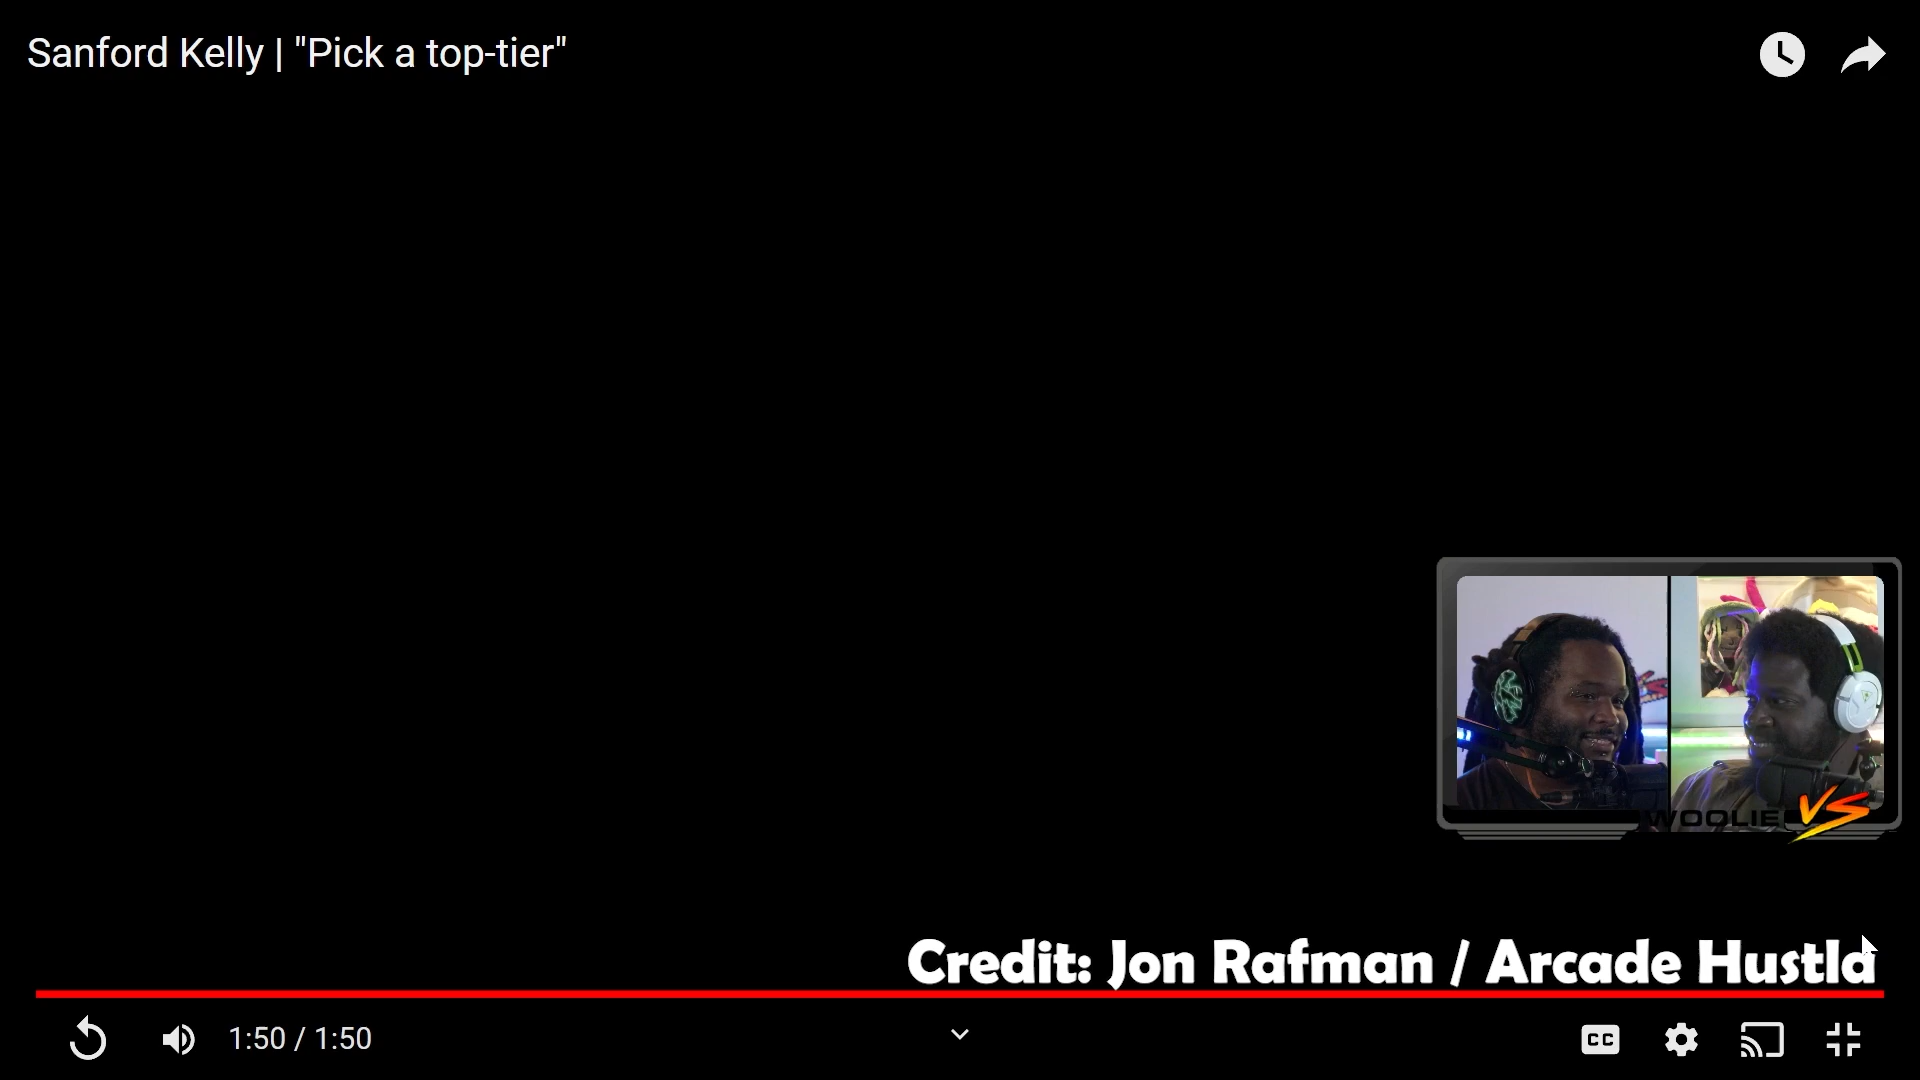 Sanford Kelly | "Pick a top-tier"
WOOLIE VS
Credit: Jon Rafman / Arcade Hustla
1:50 / 1:50
CC